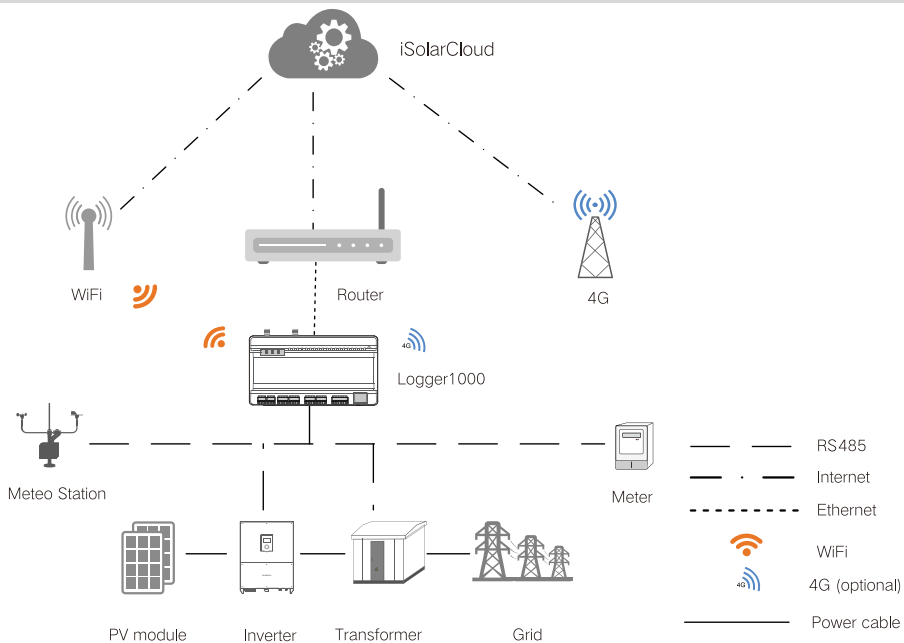 iSolarCloud
WiFi
Router
4G
4G
Logger1000
Meteo Station
Meter
RS485
Internet
Ethernet
WiFi
4G
4G (optional)
Power cable
PV module
Inverter
Transformer
Grid